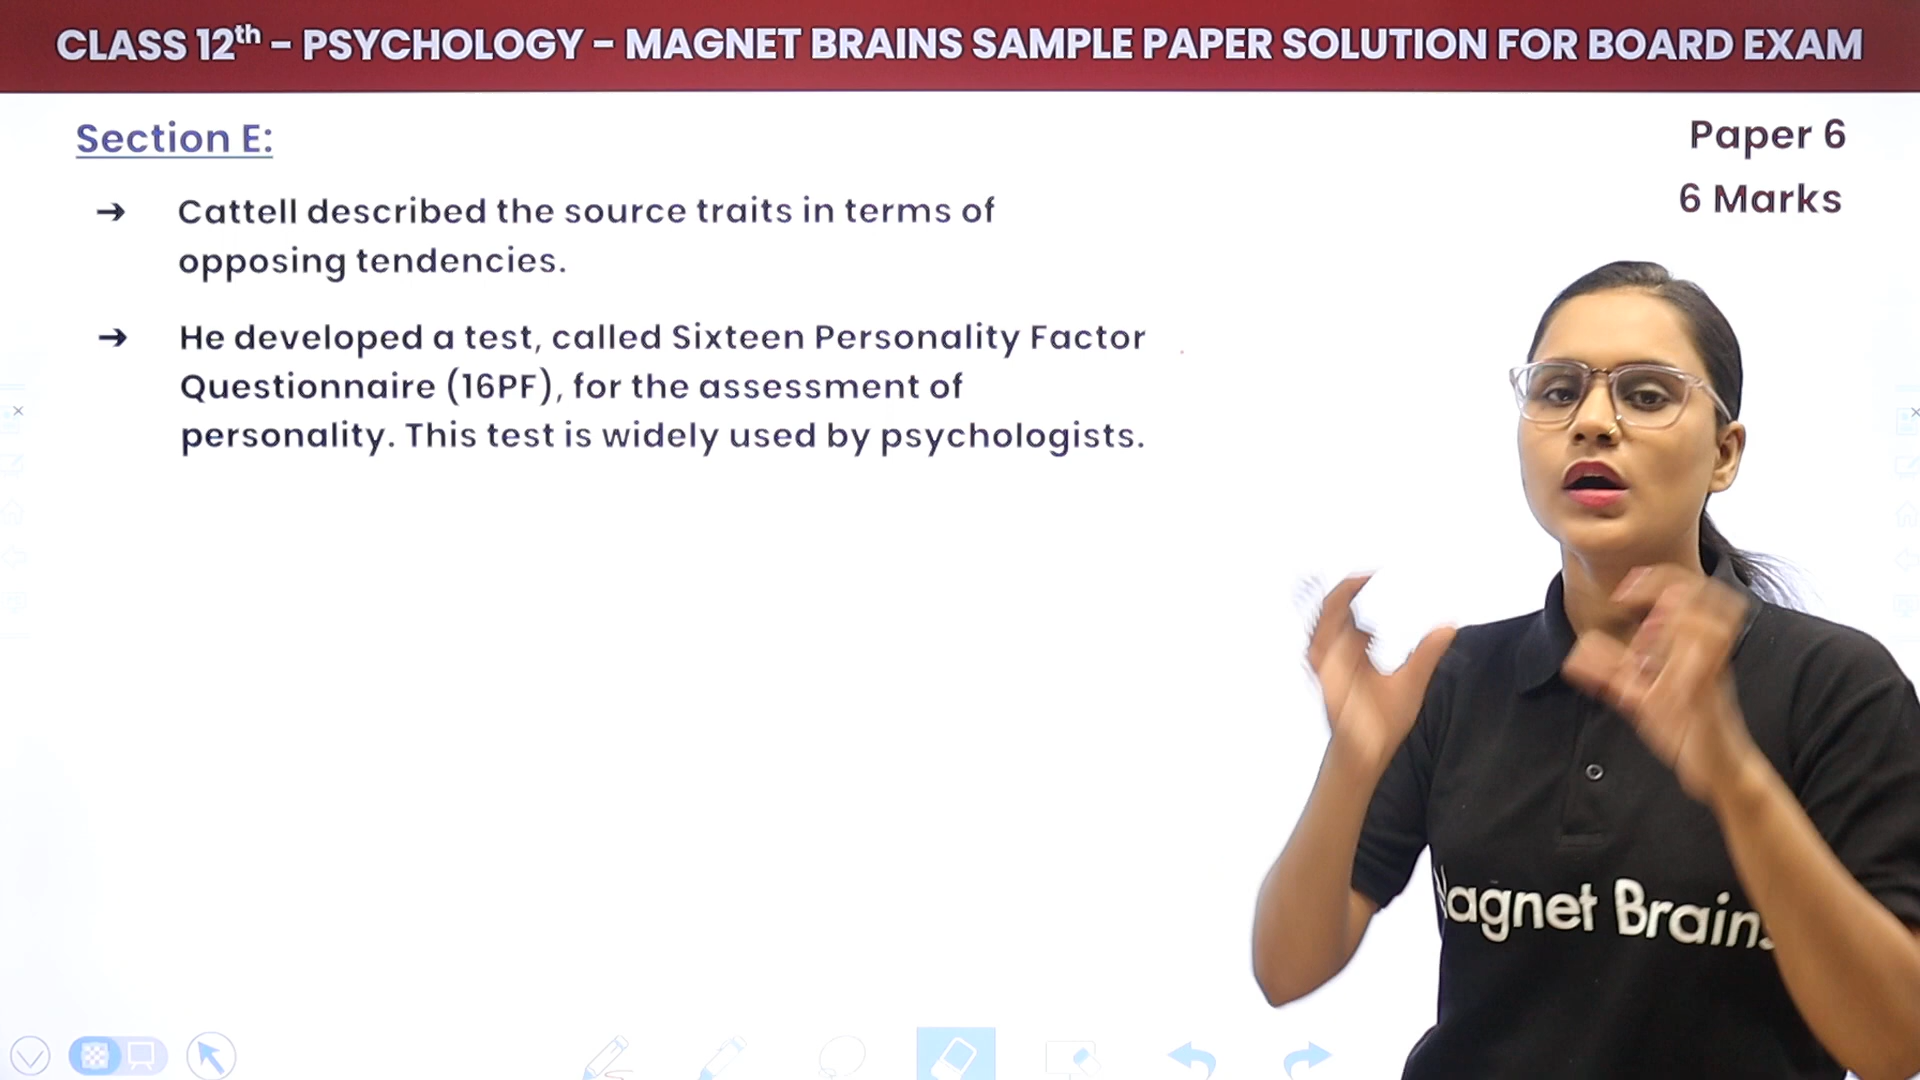 CLASS 12th – PSYCHOLOGY – MAGNET BRAINS SAMPLE PAPER SOLUTION FOR BOARD EXAM
Section E:
Paper 6
6 Marks
➔ Cattell described the source traits in terms of
opposing tendencies.
➔ He developed a test, called Sixteen Personality Factor
Questionnaire (16PF), for the assessment of
personality. This test is widely used by psychologists.
Magnet Brains